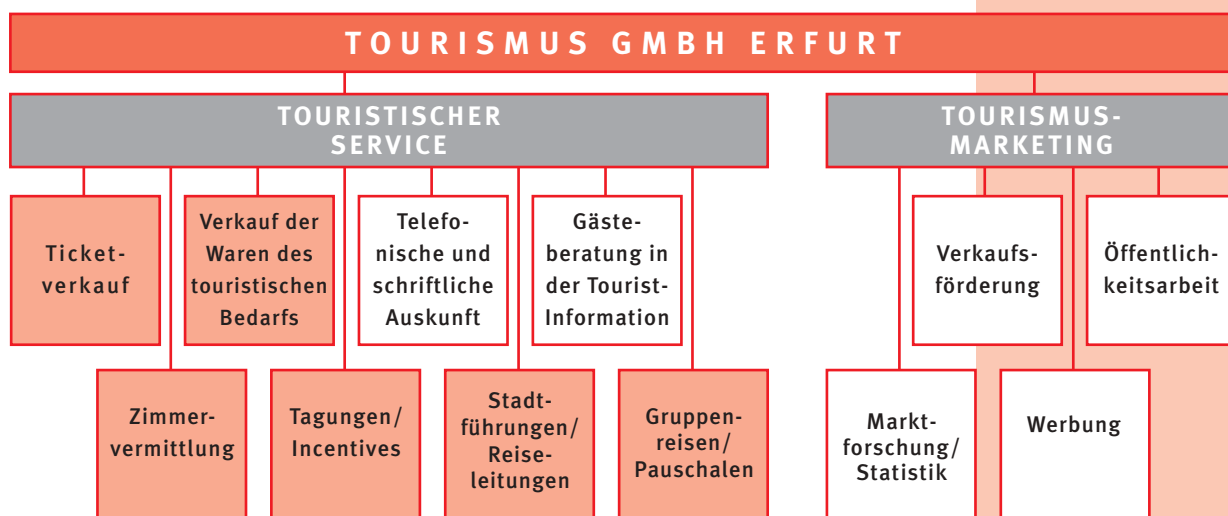 TOURISMUS GMBH ERFURT
TOURISTISCHER
SERVICE
TOURISMUS-
MARKETING
Ticket-
verkauf
Verkauf der
Waren des
touristischen
Bedarfs
Telefo-
nische und
schriftliche
Auskunft
Gäste-
beratung in
der Tourist-
Information
Verkaufs-
förderung
Öffentlich-
keitsarbeit
Zimmer-
vermittlung
Tagungen/
Incentives
Stadt-
führungen/
Reise-
leitungen
Gruppen-
reisen/
Pauschalen
Markt-
forschung/
Statistik
Werbung